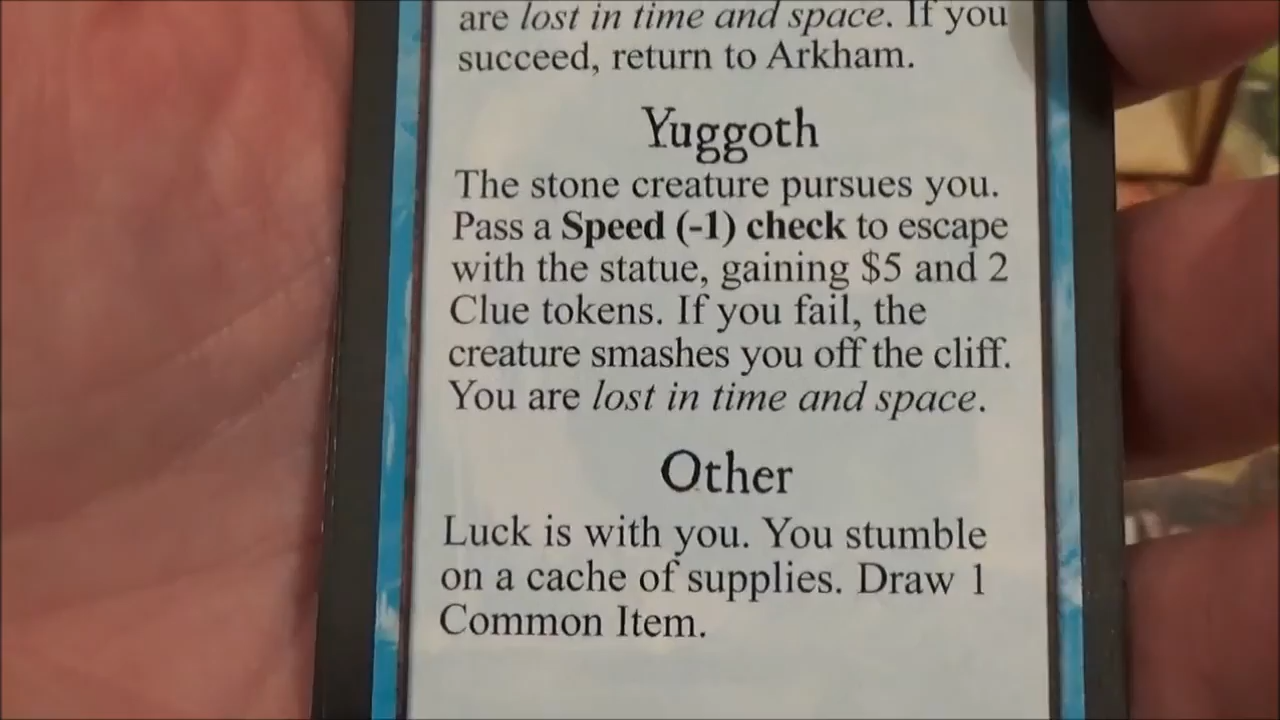 are lost in time and space. If you
succeed, return to Arkham.
Yuggoth
The stone creature pursues you.
Pass a Speed (-1) check to escape
with the statue, gaining $5 and 2
Clue tokens. If you fail, the
creature smashes you off the cliff.
You are lost in time and space.
Other
Luck is with you. You stumble
on a cache of supplies. Draw 1
Common Item.